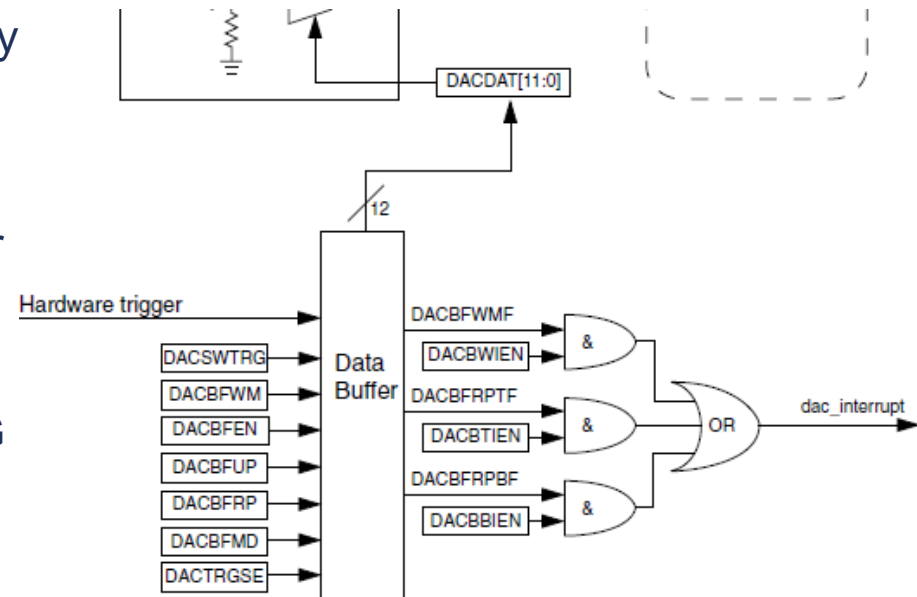 y
DACDAT[11:0]
12
Hardware trigger
DACBFWMF
DACSWTRG
Data
Buffer
DACBWIEN
&
DACBFWM
DACBFRPTF
DACBFEN
DACBTIEN
&
OR
dac_interrupt
DACBFUP
DACBFRPBF
DACBFRP
DACBBIEN
&
DACBFMD
DACTRGSE